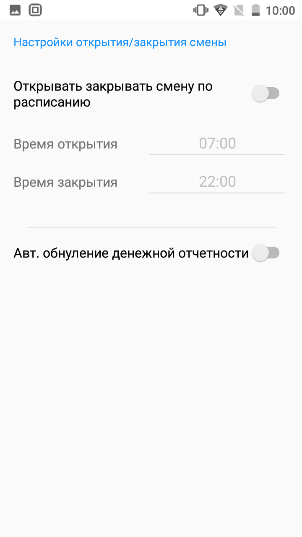 10:00
Настройки открытия/закрытия смены
Открывать закрывать смену по
расписанию
Время открытия 07:00
Время закрытия 22:00
Авт. обнуление денежной отчетности